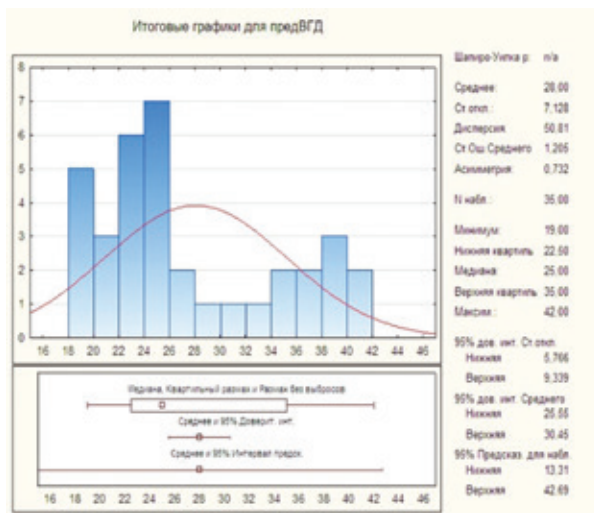 Итоговые графики для предВГД
8
7
6
5
4
3
2
1
0
16 18 20 22 24 26 28 30 32 34 36 38 40 42 44 46
Медиана, Квартильный размах и Размах без выбросов
Среднее и 95% Доверит. инт.
Среднее и 95% Интервал предск.
16 18 20 22 24 26 28 30 32 34 36 38 40 42 44 46
Шапиро-Уилка p: n/a
Среднее: 28,00
Ст откл.: 7,128
Дисперсия: 50,81
Ст Ош Среднего 1,205
Асимметрия: 0,732
N набл.: 35,00
Минимум: 19,00
Нижняя квартиль 22,50
Медиана: 25,00
Верхняя квартиль 35,00
Максим.: 42,00
95% дов. инт. Ст откл.
Нижняя 5,766
Верхняя 9,339
95% дов. инт. Среднего
Нижняя 25,55
Верхняя 30,45
95% Предсказ. для набл.
Нижняя 13,31
Верхняя 42,69